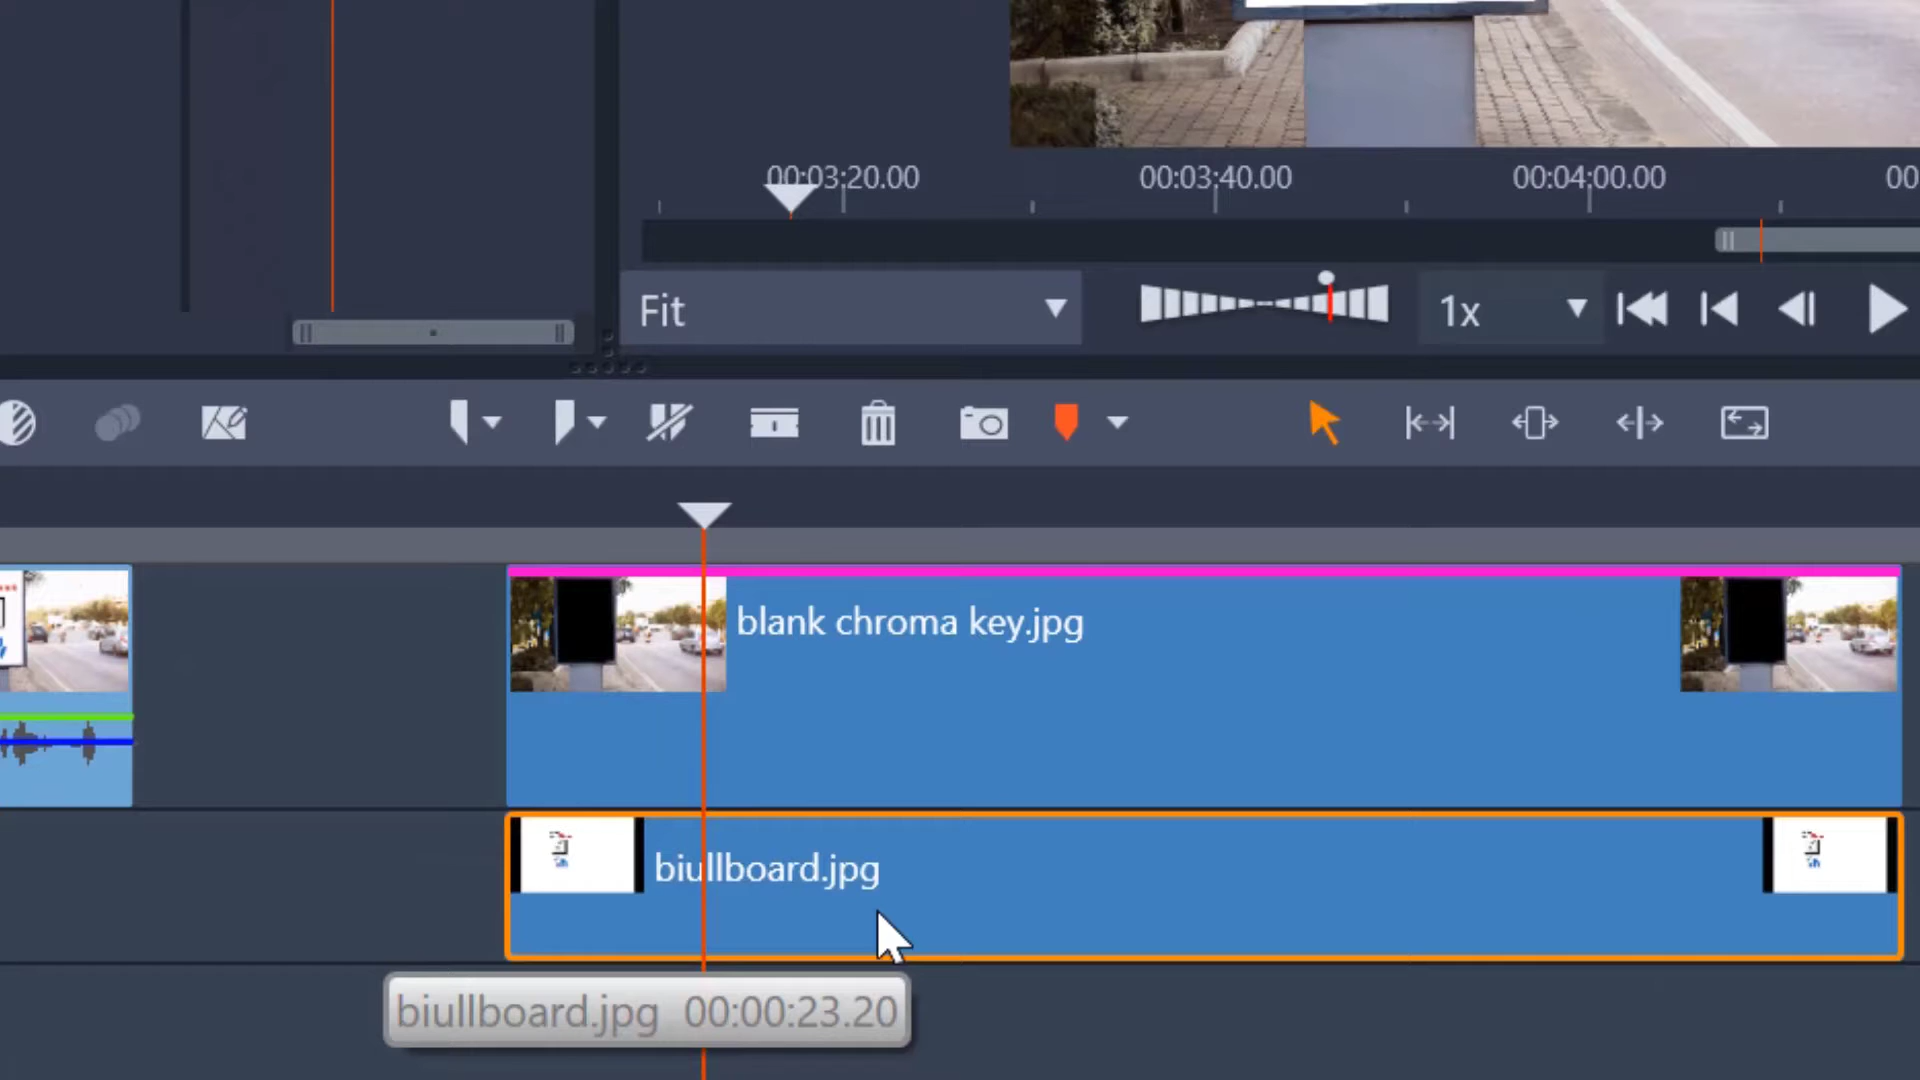 00:03:20.00 00:03:40.00 00:04:00.00 00
Fit 1x
blank chroma key.jpg
biullboard.jpg
biullboard.jpg 00:00:23.20